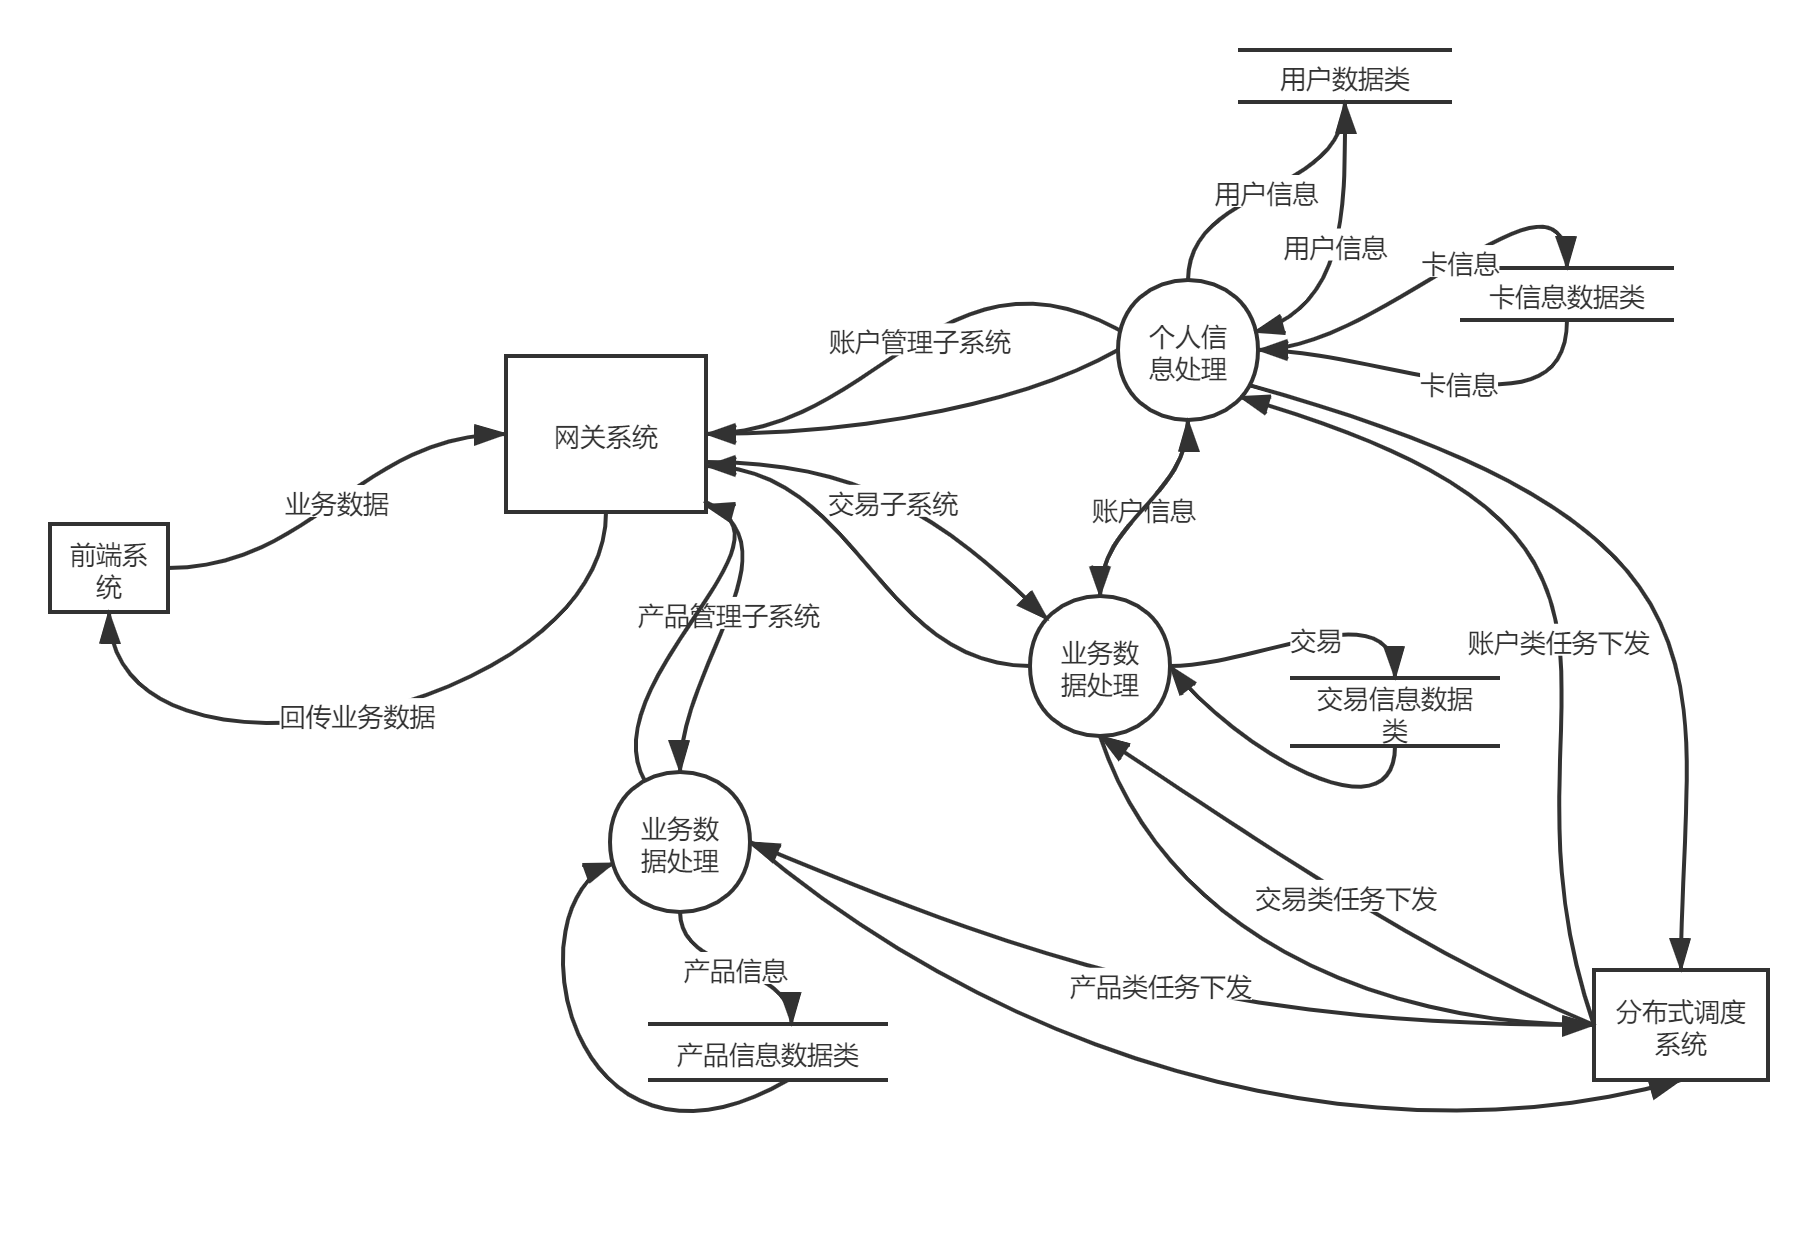 用户数据类
用户信息
用户信息
卡信息
卡信息数据类
个人信
息处理
账户管理子系统
卡信息
网关系统
业务数据
交易子系统
账户信息
前端系
统
产品管理子系统
业务数
据处理
交易
账户类任务下发
交易信息数据
类
回传业务数据
业务数
据处理
交易类任务下发
产品信息
产品类任务下发
分布式调度
系统
产品信息数据类